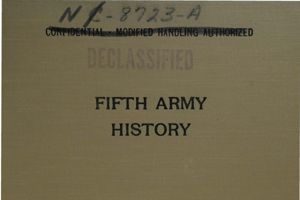 N-8723-A
CONFIDENTIAL - MODIFIED HANDLING AUTHORIZED
DECLASSIFIED
FIFTH ARMY
HISTORY